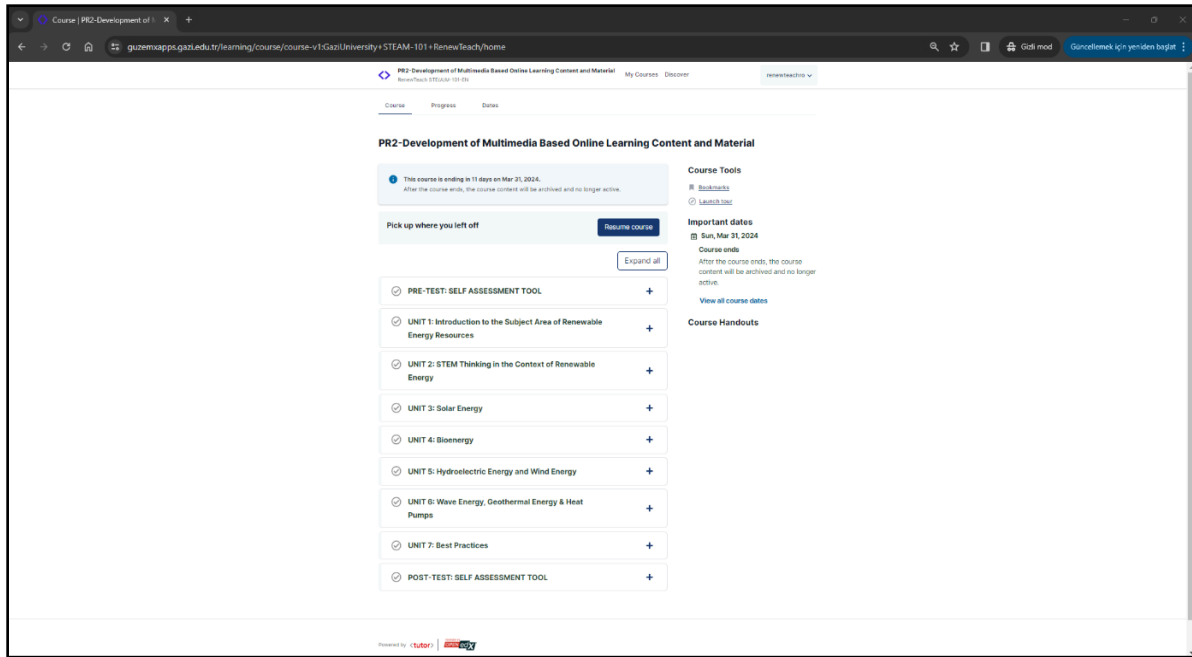 Course | PR2-Development of
guzemxapps.gazi.edu.tr/learning/course/course-v1:GaziUniversity+STEAM-101+RenewTeach/home
Gizli mod
Güncellemek için yeniden başlat
PR2-Development of Multimedia Based Online Learning Content and Material
My Courses
Discover
renewteachris
Course
Progress
Dates
PR2-Development of Multimedia Based Online Learning Content and Material
This course is ending in 11 days on Mar 31, 2024.
After the course ends, the course content will be archived and no longer active.
Pick up where you left off
Resume course
Expand all
PRE-TEST: SELF ASSESSMENT TOOL
UNIT 1: Introduction to the Subject Area of Renewable
Energy Resources
UNIT 2: STEM Thinking in the Context of Renewable
Energy
UNIT 3: Solar Energy
UNIT 4: Bioenergy
UNIT 5: Hydroelectric Energy and Wind Energy
UNIT 6: Wave Energy, Geothermal Energy & Heat
Pumps
UNIT 7: Best Practices
POST-TEST: SELF ASSESSMENT TOOL
Course Tools
Bookmarks
Launch tour
Important dates
Sun, Mar 31, 2024
Course ends
After the course ends, the course
content will be archived and no longer
active.
View all course dates
Course Handouts
Powered by
<tutor>
edX